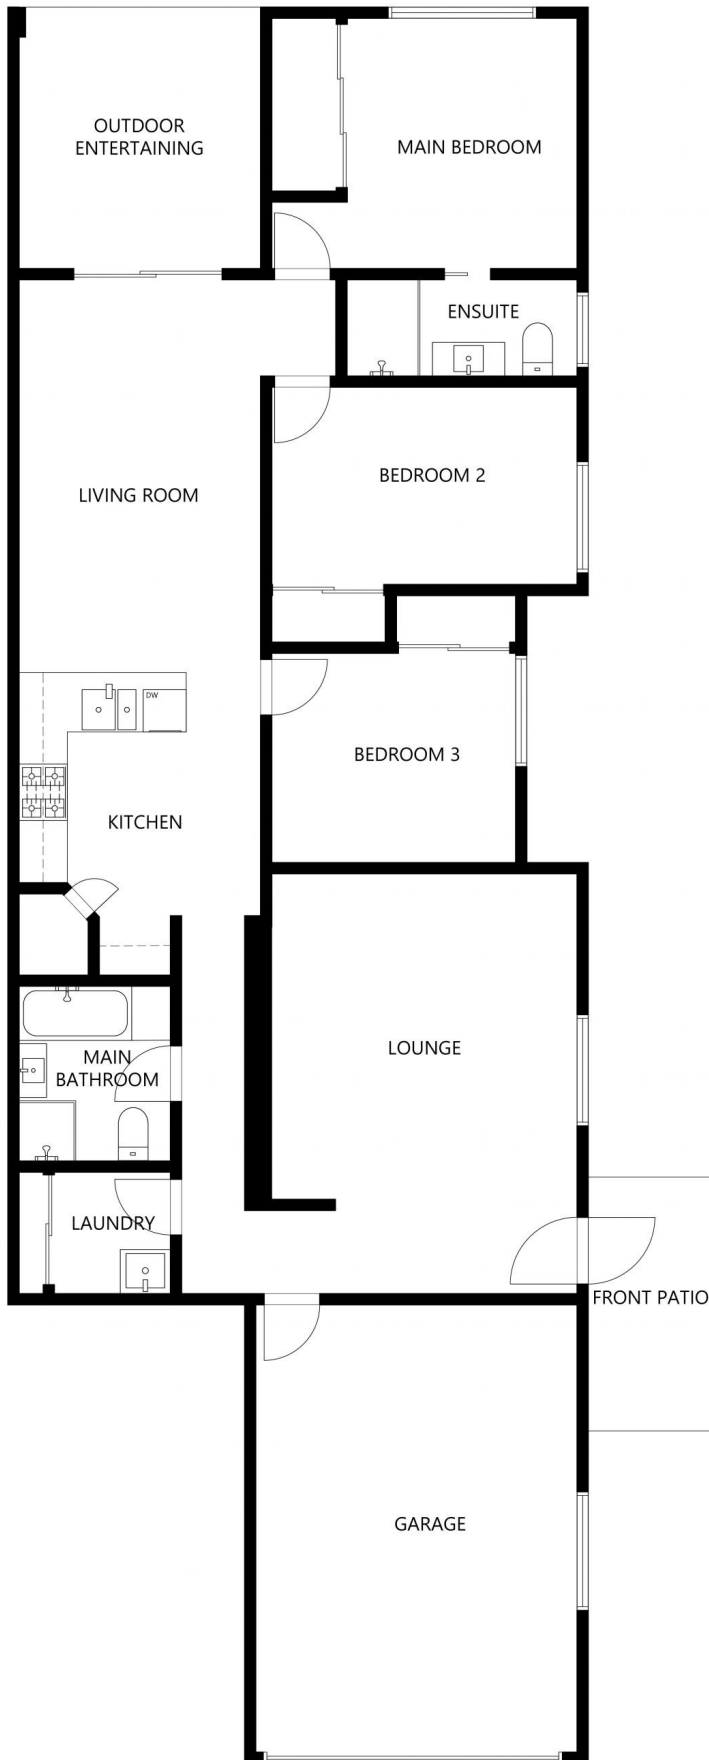 OUTDOOR
ENTERTAINING
MAIN BEDROOM
ENSUITE
BEDROOM 2
LIVING ROOM
DW
BEDROOM 3
KITCHEN
LOUNGE
MAIN
BATHROOM
LAUNDRY
FRONT PATIO
GARAGE